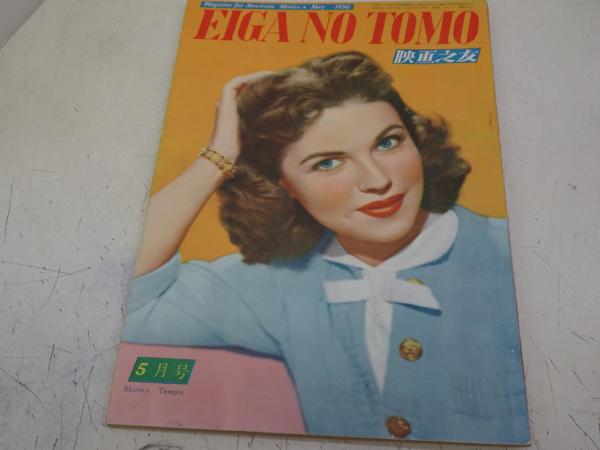 Magazine for American Movies • May 1950
EIGA NO TOMO
映画之友
5月号
Shirley Temple